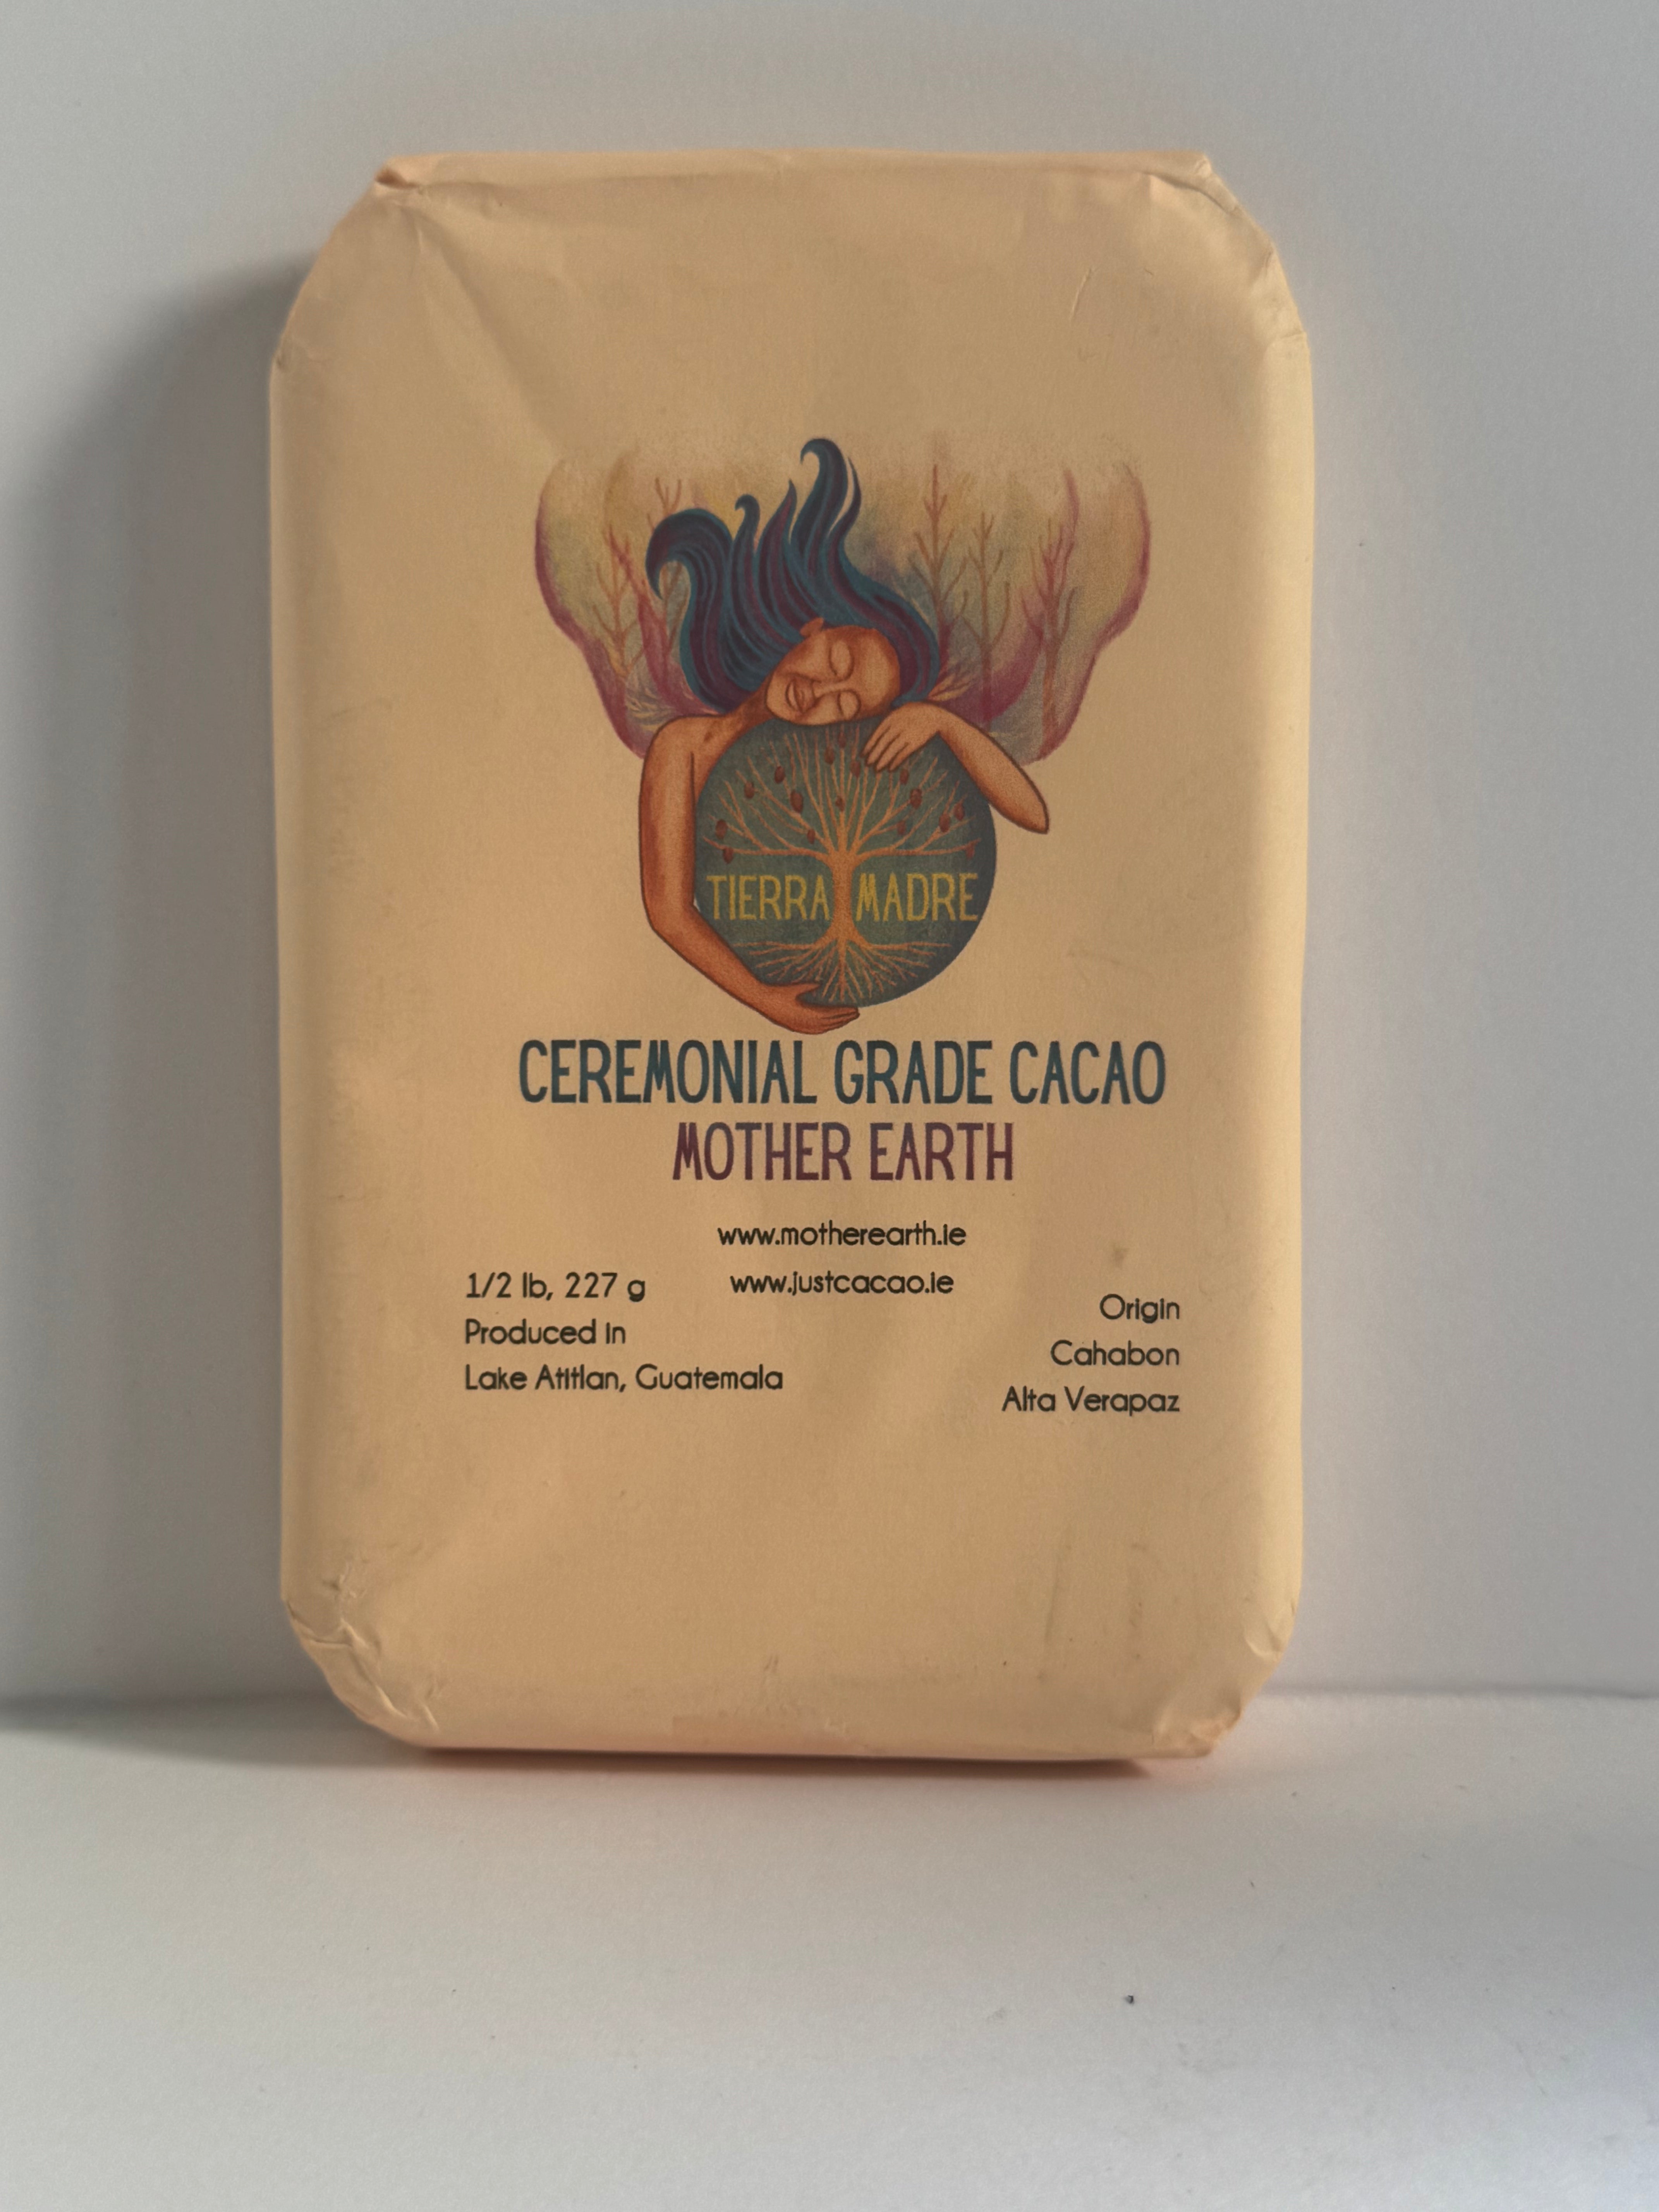 TIERRA MADRE
CEREMONIAL GRADE CACAO
MOTHER EARTH
www.motherearth.ie
www.justcacao.ie
1/2 lb, 227 g
Produced in
Lake Atitlan, Guatemala
Origin
Cahabon
Alta Verapaz